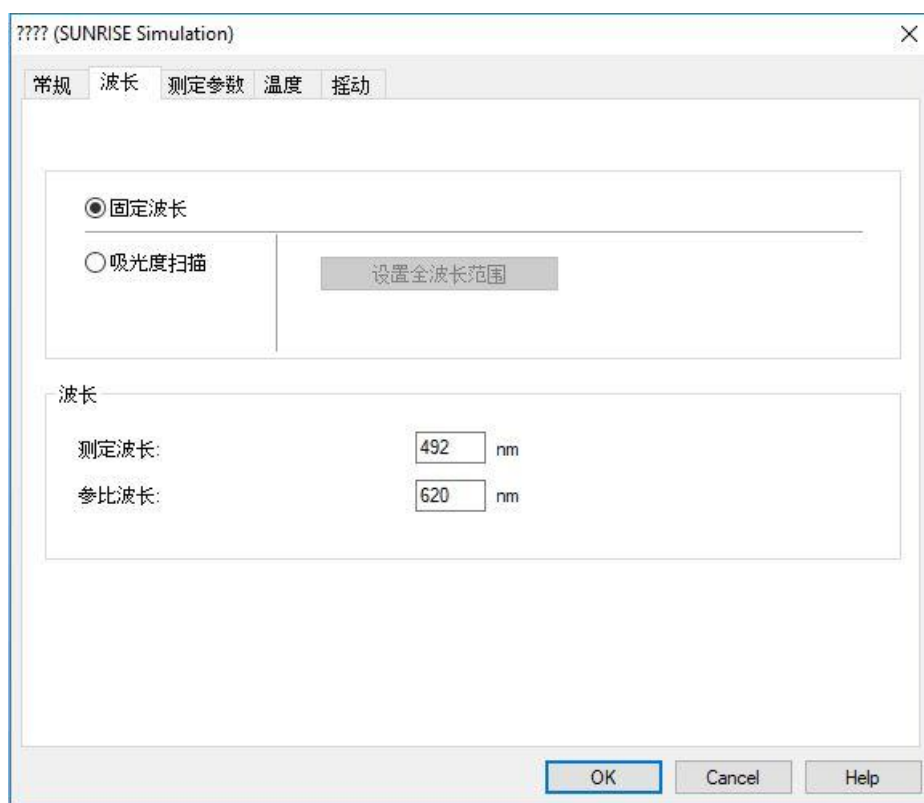 ???? (SUNRISE Simulation)
常规 波长 测定参数 温度 摇动
固定波长
吸光度扫描
设置全波长范围
波长
测定波长: 492 nm
参比波长: 620 nm
OK Cancel Help